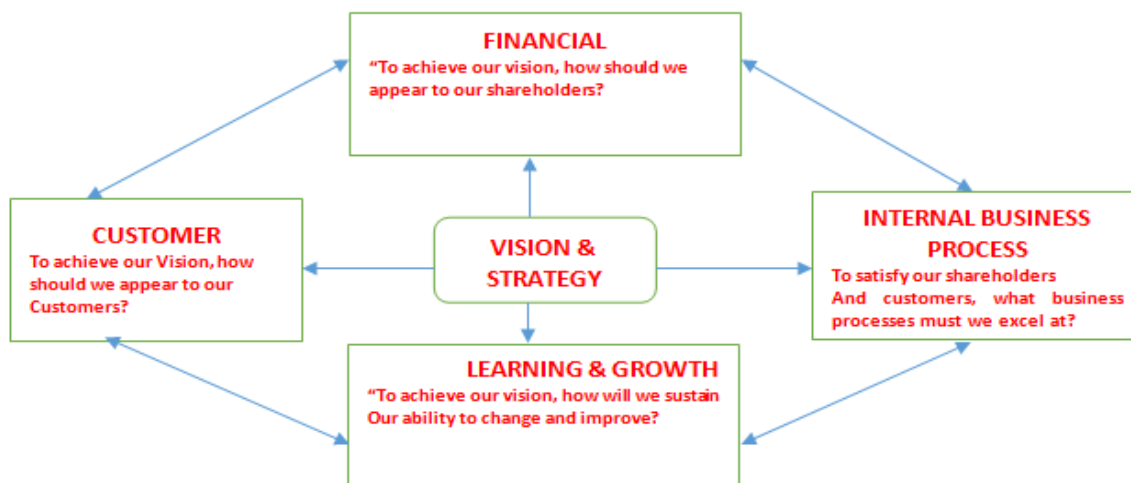 FINANCIAL
“To achieve our vision, how should we
appear to our shareholders?
CUSTOMER
To achieve our Vision, how
should we appear to our
Customers?
VISION &
STRATEGY
INTERNAL BUSINESS
PROCESS
To satisfy our shareholders
And customers, what business
processes must we excel at?
LEARNING & GROWTH
“To achieve our vision, how will we sustain
Our ability to change and improve?